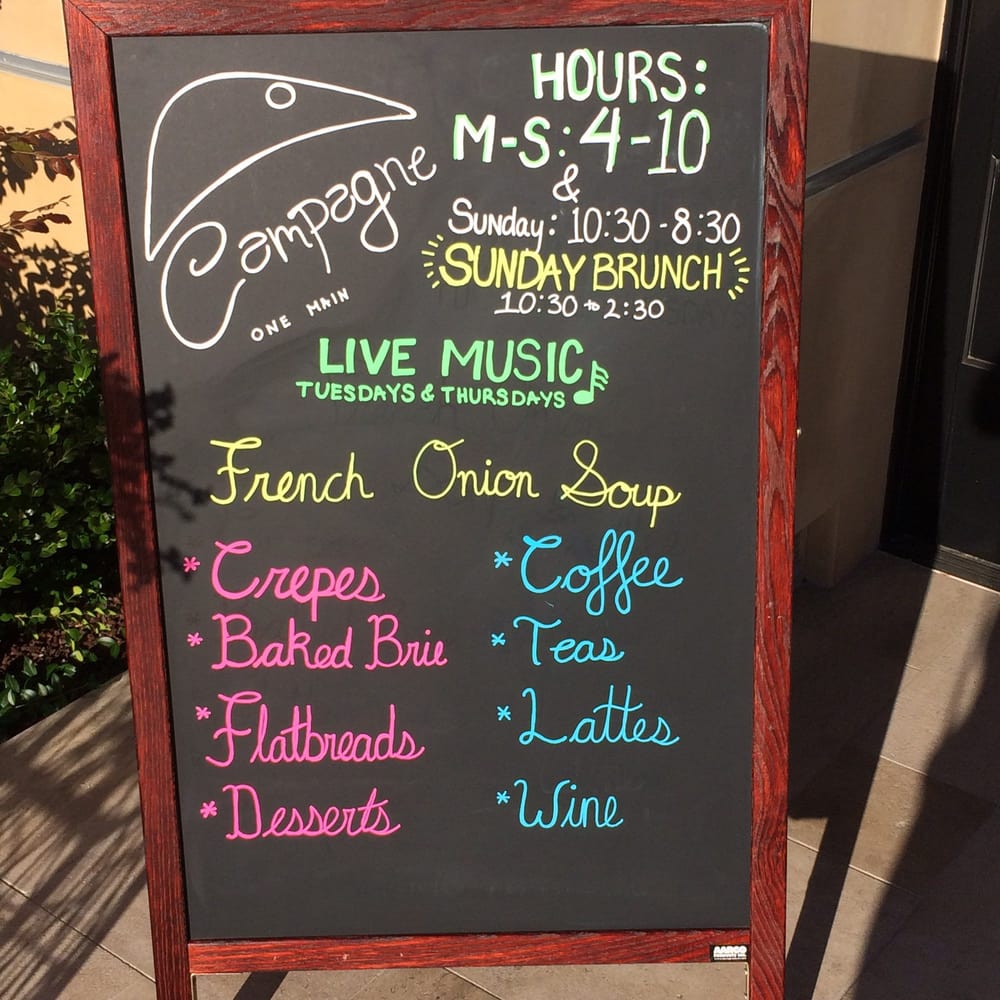 Campagne
ONE MAIN
HOURS:
M-S: 4-10
&
Sunday: 10:30 - 8:30
SUNDAY BRUNCH
10:30 to 2:30
LIVE MUSIC
TUESDAYS & THURSDAYS
French Onion Soup
* Crepes
* Baked Brie
* Flatbreads
* Desserts
* Coffee
* Teas
* Lattes
* Wine
AARCO